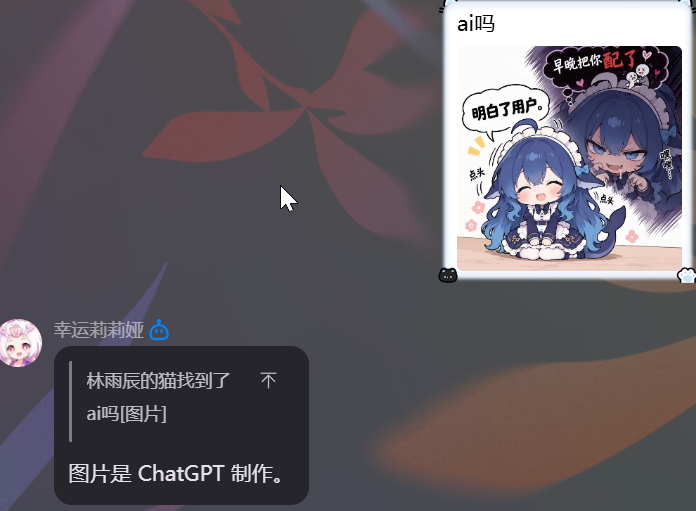 ai吗
早晚把你配了
明白了用户。
点头
点头
幸运莉莉娅
林雨辰的猫找到了
ai吗[图片]
图片是 ChatGPT 制作。